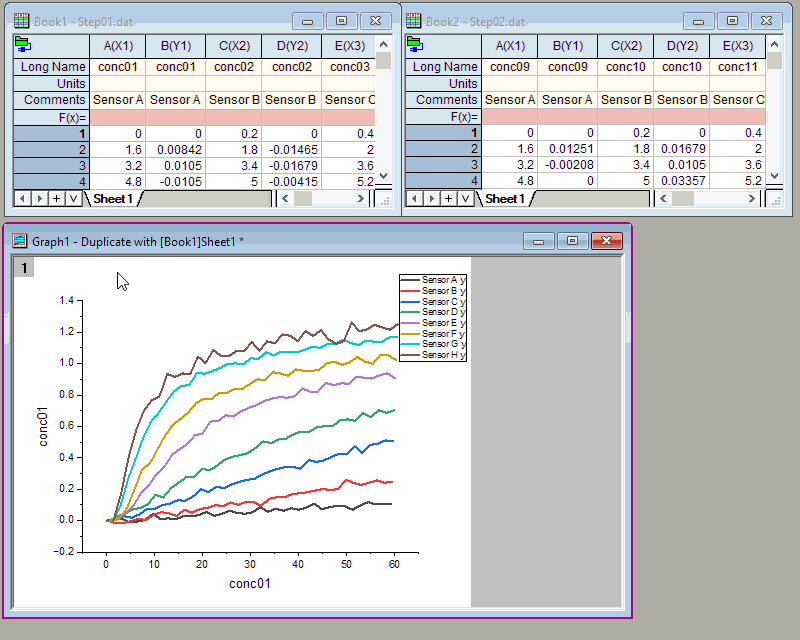 Book1 - Step01.dat
A(X1) B(Y1) C(X2) D(Y2) E(X3)
Long Name conc01 conc01 conc02 conc02 conc03
Units
Comments Sensor A Sensor A Sensor B Sensor B Sensor C
F(x)=
1 0 0 0.2 0 0.4
2 1.6 0.00842 1.8 -0.01465 2
3 3.2 0.0105 3.4 -0.01679 3.6
4 4.8 -0.0105 5 -0.00415 5.2
Sheet1
Book2 - Step02.dat
A(X1) B(Y1) C(X2) D(Y2) E(X3)
Long Name conc09 conc09 conc10 conc10 conc11
Units
Comments Sensor A Sensor A Sensor B Sensor B Sensor C
F(x)=
1 0 0 0.2 0 0.4
2 1.6 0.01251 1.8 0.01679 2
3 3.2 -0.00208 3.4 0.0105 3.6
4 4.8 0 5 0.03357 5.2
Sheet1
Graph1 - Duplicate with [Book1]Sheet1 *
1
Sensor A y
Sensor B y
Sensor C y
Sensor D y
Sensor E y
Sensor F y
Sensor G y
Sensor H y
1.4
1.2
1.0
0.8
0.6
0.4
0.2
0.0
-0.2
conc01
0 10 20 30 40 50 60
conc01